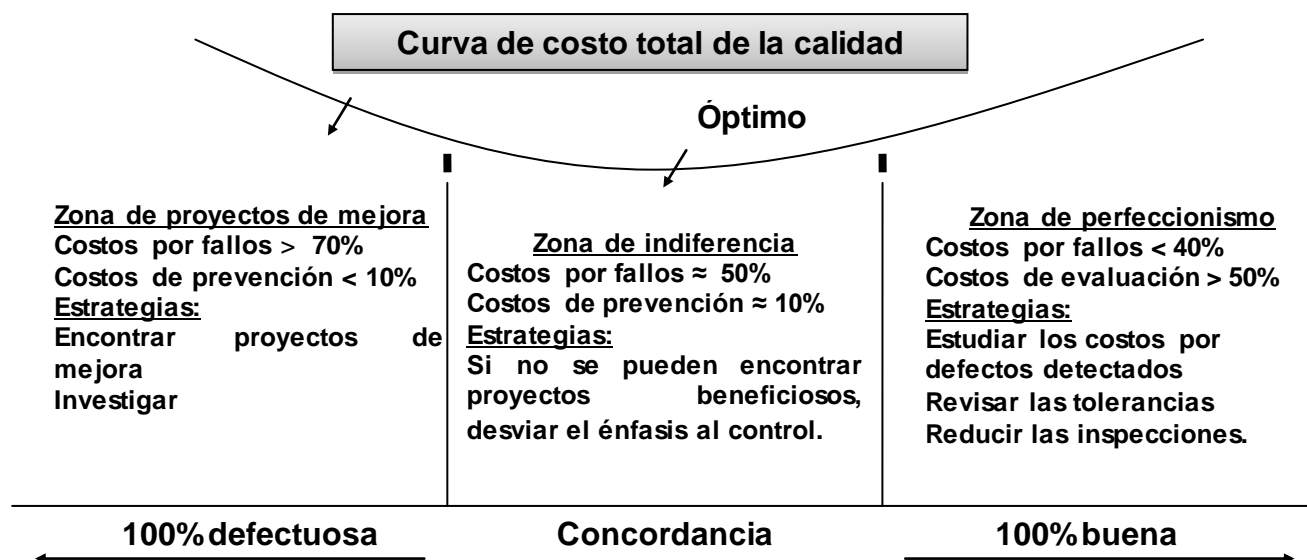 Curva de costo total de la calidad
Óptimo
Zona de proyectos de mejora
Costos por fallos > 70%
Costos de prevención < 10%
Estrategias:
Encontrar proyectos de
mejora
Investigar
Zona de indiferencia
Costos por fallos ≈ 50%
Costos de prevención ≈ 10%
Estrategias:
Si no se pueden encontrar
proyectos beneficiosos,
desviar el énfasis al control.
Zona de perfeccionismo
Costos por fallos < 40%
Costos de evaluación > 50%
Estrategias:
Estudiar los costos por
defectos detectados
Revisar las tolerancias
Reducir las inspecciones.
100% defectuosa
Concordancia
100% buena